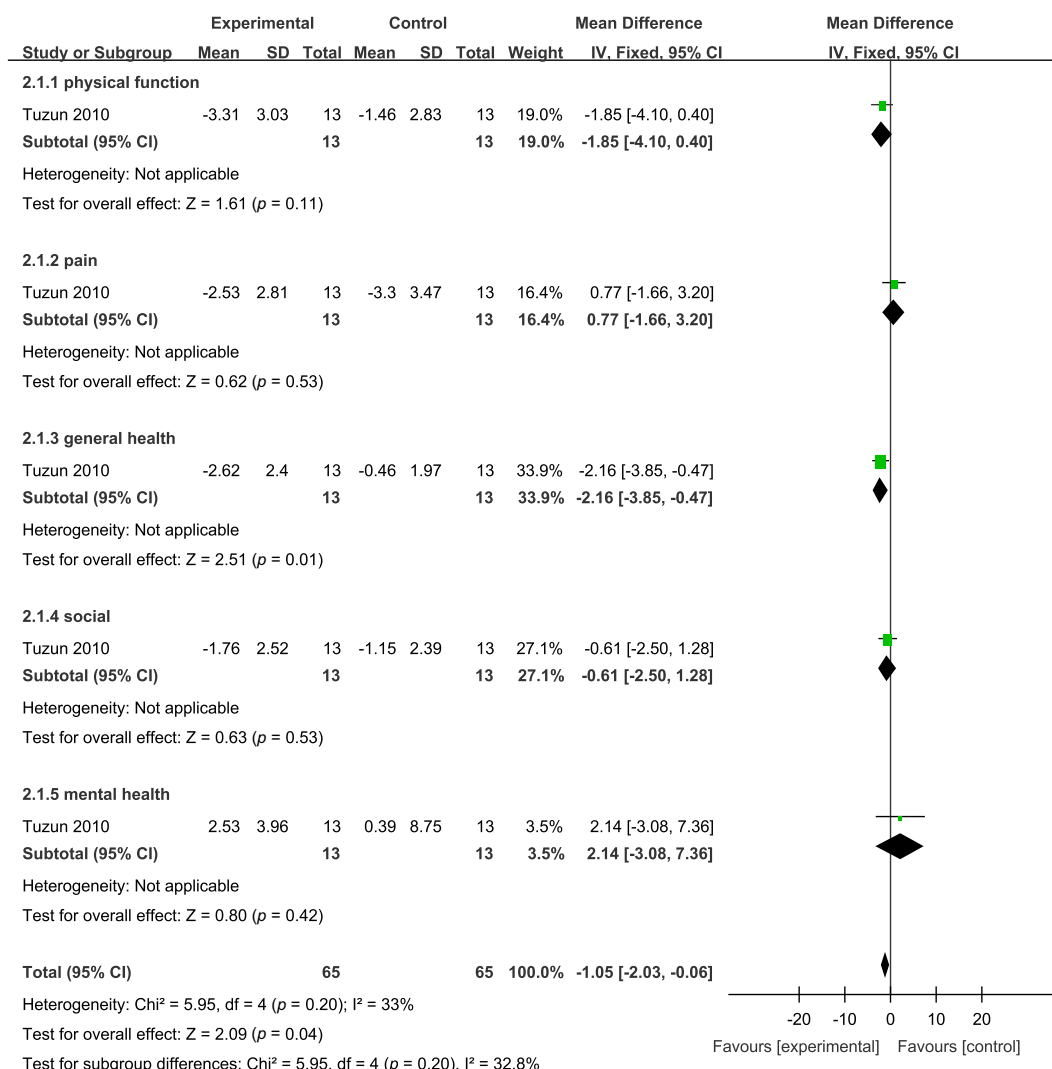 Experimental Control Mean Difference Mean Difference
Study or Subgroup Mean SD Total Mean SD Total Weight IV, Fixed, 95% CI IV, Fixed, 95% CI
2.1.1 physical function
Tuzun 2010 -3.31 3.03 13 -1.46 2.83 13 19.0% -1.85 [-4.10, 0.40]
Subtotal (95% CI) 13 13 19.0% -1.85 [-4.10, 0.40]
Heterogeneity: Not applicable
Test for overall effect: Z = 1.61 (p = 0.11)
2.1.2 pain
Tuzun 2010 -2.53 2.81 13 -3.3 3.47 13 16.4% 0.77 [-1.66, 3.20]
Subtotal (95% CI) 13 13 16.4% 0.77 [-1.66, 3.20]
Heterogeneity: Not applicable
Test for overall effect: Z = 0.62 (p = 0.53)
2.1.3 general health
Tuzun 2010 -2.62 2.4 13 -0.46 1.97 13 33.9% -2.16 [-3.85, -0.47]
Subtotal (95% CI) 13 13 33.9% -2.16 [-3.85, -0.47]
Heterogeneity: Not applicable
Test for overall effect: Z = 2.51 (p = 0.01)
2.1.4 social
Tuzun 2010 -1.76 2.52 13 -1.15 2.39 13 27.1% -0.61 [-2.50, 1.28]
Subtotal (95% CI) 13 13 27.1% -0.61 [-2.50, 1.28]
Heterogeneity: Not applicable
Test for overall effect: Z = 0.63 (p = 0.53)
2.1.5 mental health
Tuzun 2010 2.53 3.96 13 0.39 8.75 13 3.5% 2.14 [-3.08, 7.36]
Subtotal (95% CI) 13 13 3.5% 2.14 [-3.08, 7.36]
Heterogeneity: Not applicable
Test for overall effect: Z = 0.80 (p = 0.42)
Total (95% CI) 65 65 100.0% -1.05 [-2.03, -0.06]
Heterogeneity: Chi² = 5.95, df = 4 (p = 0.20); I² = 33%
Test for overall effect: Z = 2.09 (p = 0.04)
Test for subgroup differences: Chi² = 5.95, df = 4 (p = 0.20), I² = 32.8%
-20 -10 0 10 20
Favours [experimental] Favours [control]